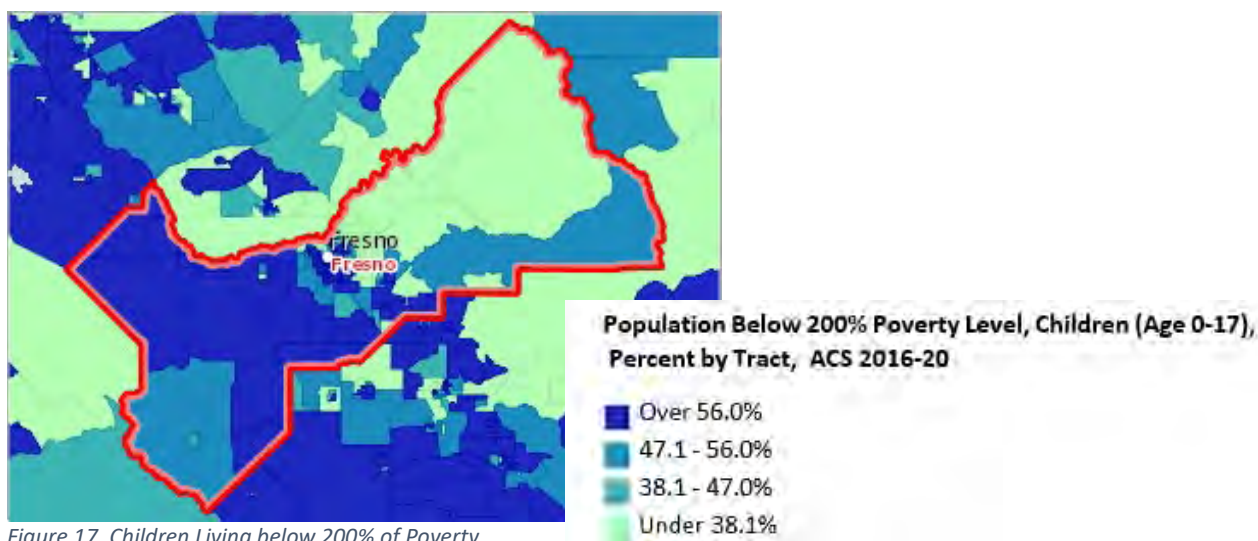 Fresno
Fresno
Population Below 200% Poverty Level, Children (Age 0-17),
Percent by Tract, ACS 2016-20
Over 56.0%
47.1 - 56.0%
38.1 - 47.0%
Under 38.1%
Figure 17. Children Living below 200% of Poverty